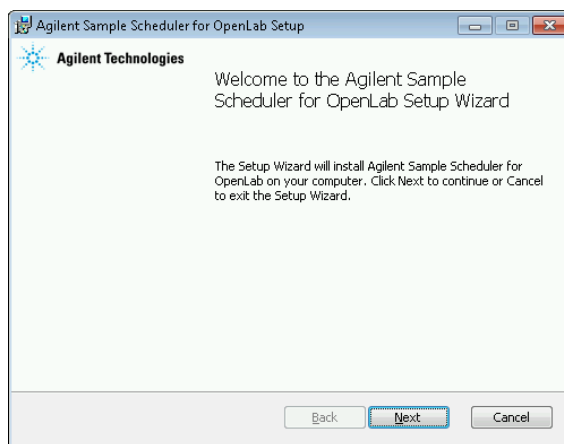 Agilent Sample Scheduler for OpenLab Setup
Agilent Technologies
Welcome to the Agilent Sample
Scheduler for OpenLab Setup Wizard
The Setup Wizard will install Agilent Sample Scheduler for
OpenLab on your computer. Click Next to continue or Cancel
to exit the Setup Wizard.
Back
Next
Cancel